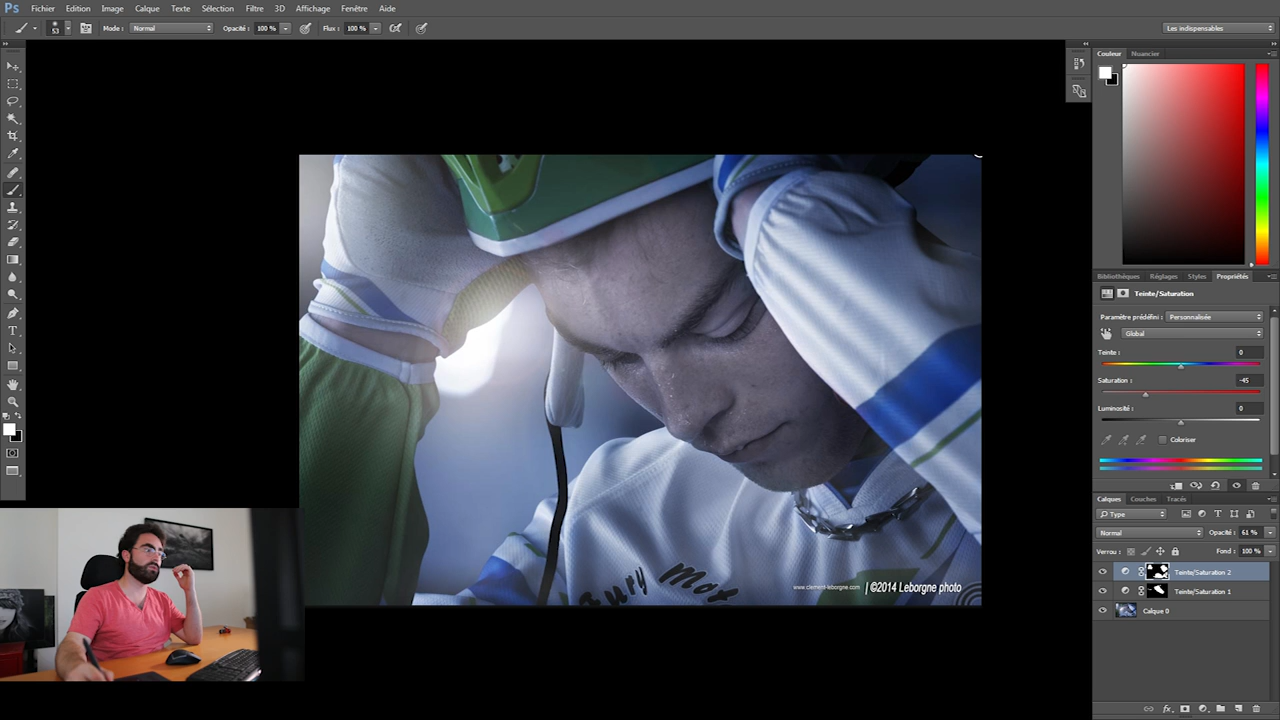 Ps Fichier Edition Image Calque Texte Sélection Filtre 3D Affichage Fenêtre Aide
53 Mode : Normal Opacité : 100 % Flux : 100 % Les indispensables
Couleur Nuancier
Bibliothèques Réglages Styles Propriétés
Teinte/Saturation
Paramètre prédéfini : Personnalisée
Global
Teinte : 0
Saturation : -45
Luminosité : 0
Coloriser
Calques Couches Tracés
Type
Normal Opacité : 61 %
Verrou : Fond : 100 %
Teinte/Saturation 2
Teinte/Saturation 1
Calque 0
www.clement-leborgne.com | ©2014 Leborgne photo